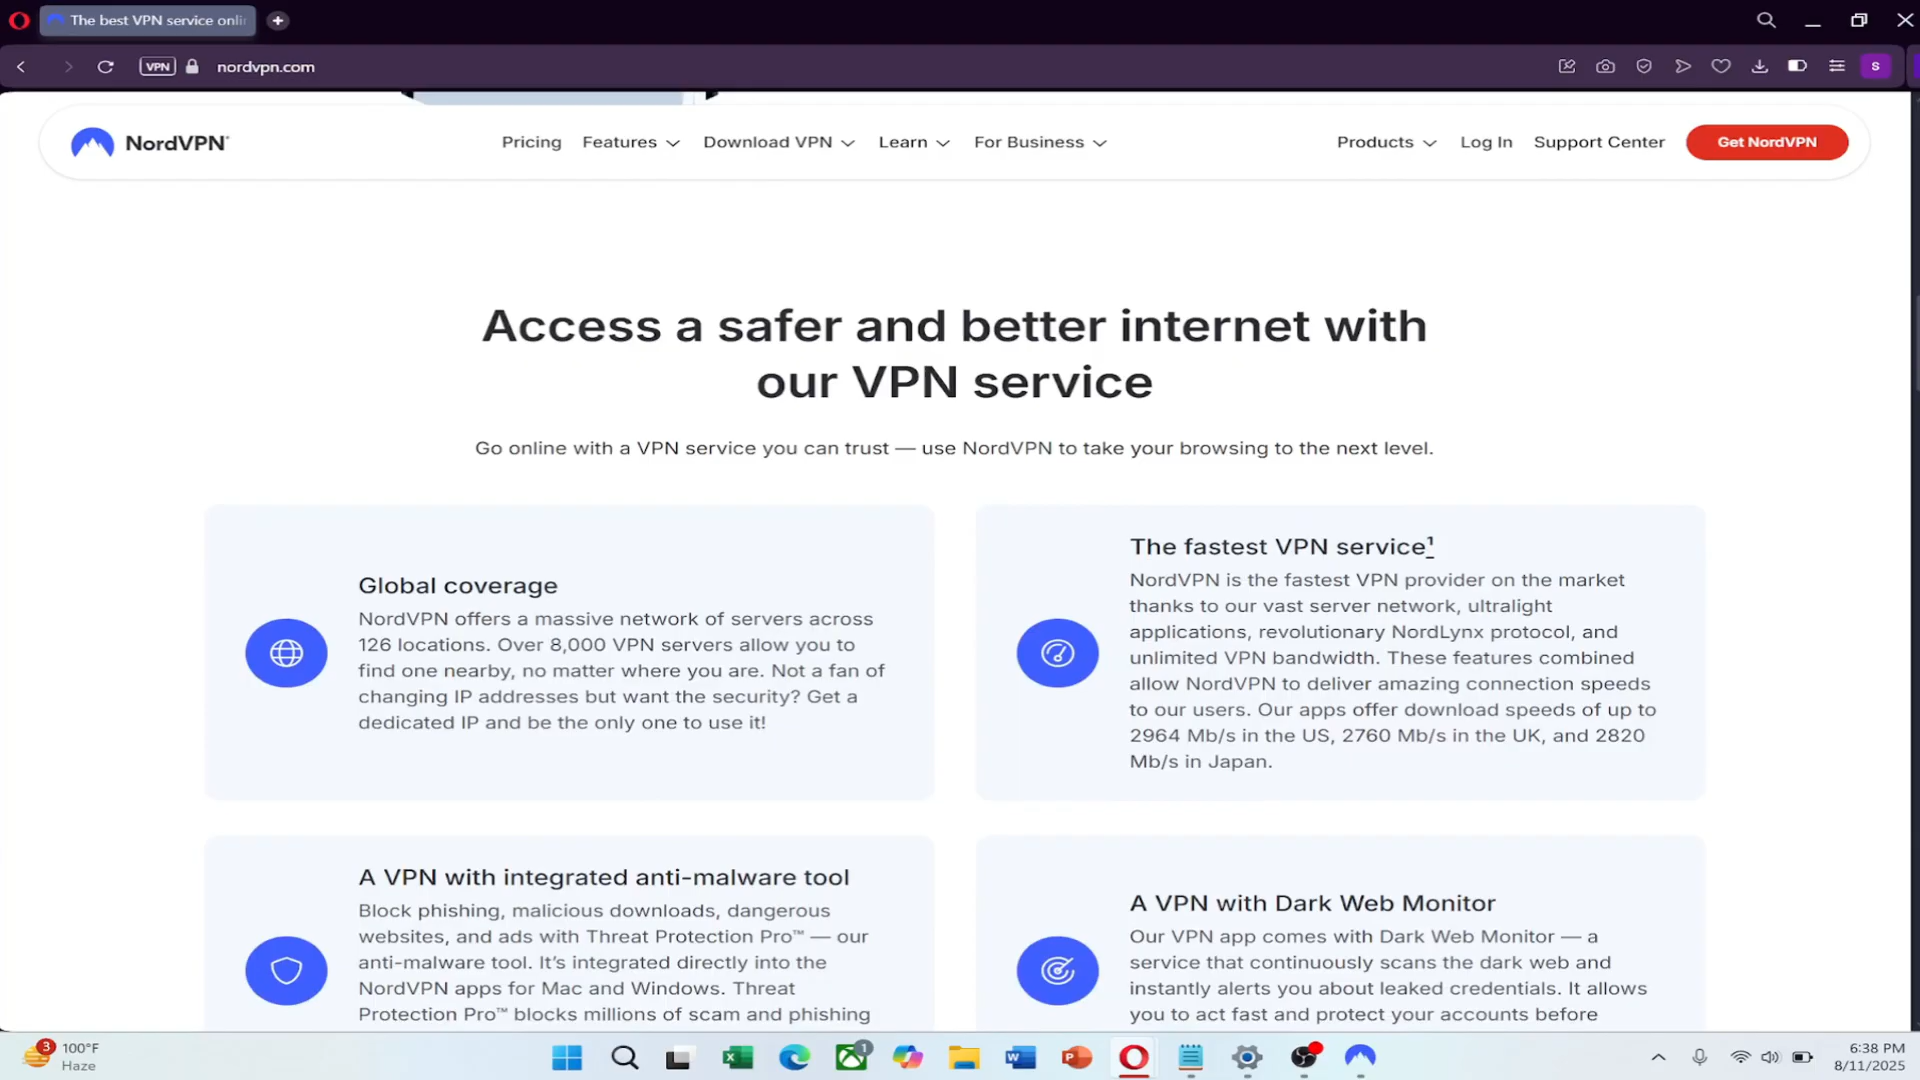 The best VPN service onli
VPN
nordvpn.com
S
NordVPN®
Pricing
Features
Download VPN
Learn
For Business
Products
Log In
Support Center
Get NordVPN
Access a safer and better internet with
our VPN service
Go online with a VPN service you can trust — use NordVPN to take your browsing to the next level.
Global coverage
NordVPN offers a massive network of servers across
126 locations. Over 8,000 VPN servers allow you to
find one nearby, no matter where you are. Not a fan of
changing IP addresses but want the security? Get a
dedicated IP and be the only one to use it!
The fastest VPN service¹
NordVPN is the fastest VPN provider on the market
thanks to our vast server network, ultralight
applications, revolutionary NordLynx protocol, and
unlimited VPN bandwidth. These features combined
allow NordVPN to deliver amazing connection speeds
to our users. Our apps offer download speeds of up to
2964 Mb/s in the US, 2760 Mb/s in the UK, and 2820
Mb/s in Japan.
A VPN with integrated anti-malware tool
Block phishing, malicious downloads, dangerous
websites, and ads with Threat Protection Pro™ — our
anti-malware tool. It’s integrated directly into the
NordVPN apps for Mac and Windows. Threat
Protection Pro™ blocks millions of scam and phishing
A VPN with Dark Web Monitor
Our VPN app comes with Dark Web Monitor — a
service that continuously scans the dark web and
instantly alerts you about leaked credentials. It allows
you to act fast and protect your accounts before
3
100°F
Haze
1
W
P
6:38 PM
8/11/2025